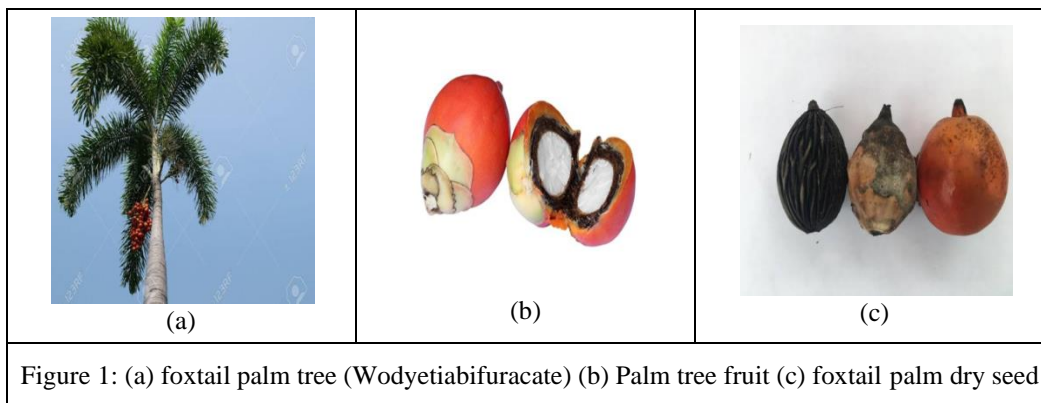 (a)
(b)
(c)
Figure 1: (a) foxtail palm tree (Wodyetiabifuracate) (b) Palm tree fruit (c) foxtail palm dry seed